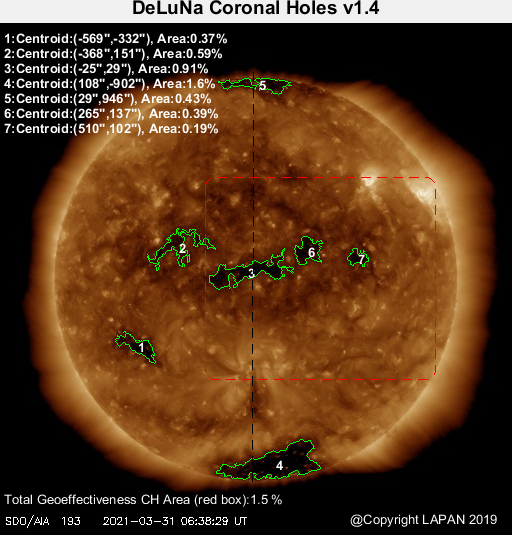 DeLuNa Coronal Holes v1.4
1:Centroid:(-569",-332"), Area:0.37%
2:Centroid:(-368",151"), Area:0.59%
3:Centroid:(-25",29"), Area:0.91%
4:Centroid:(108",-902"), Area:1.6%
5:Centroid:(29",946"), Area:0.43%
6:Centroid:(265",137"), Area:0.39%
7:Centroid:(510",102"), Area:0.19%
5
2
6
7
3
1
4
Total Geoeffectiveness CH Area (red box):1.5 %
SDO/AIA 193 2021-03-31 06:38:29 UT
@Copyright LAPAN 2019